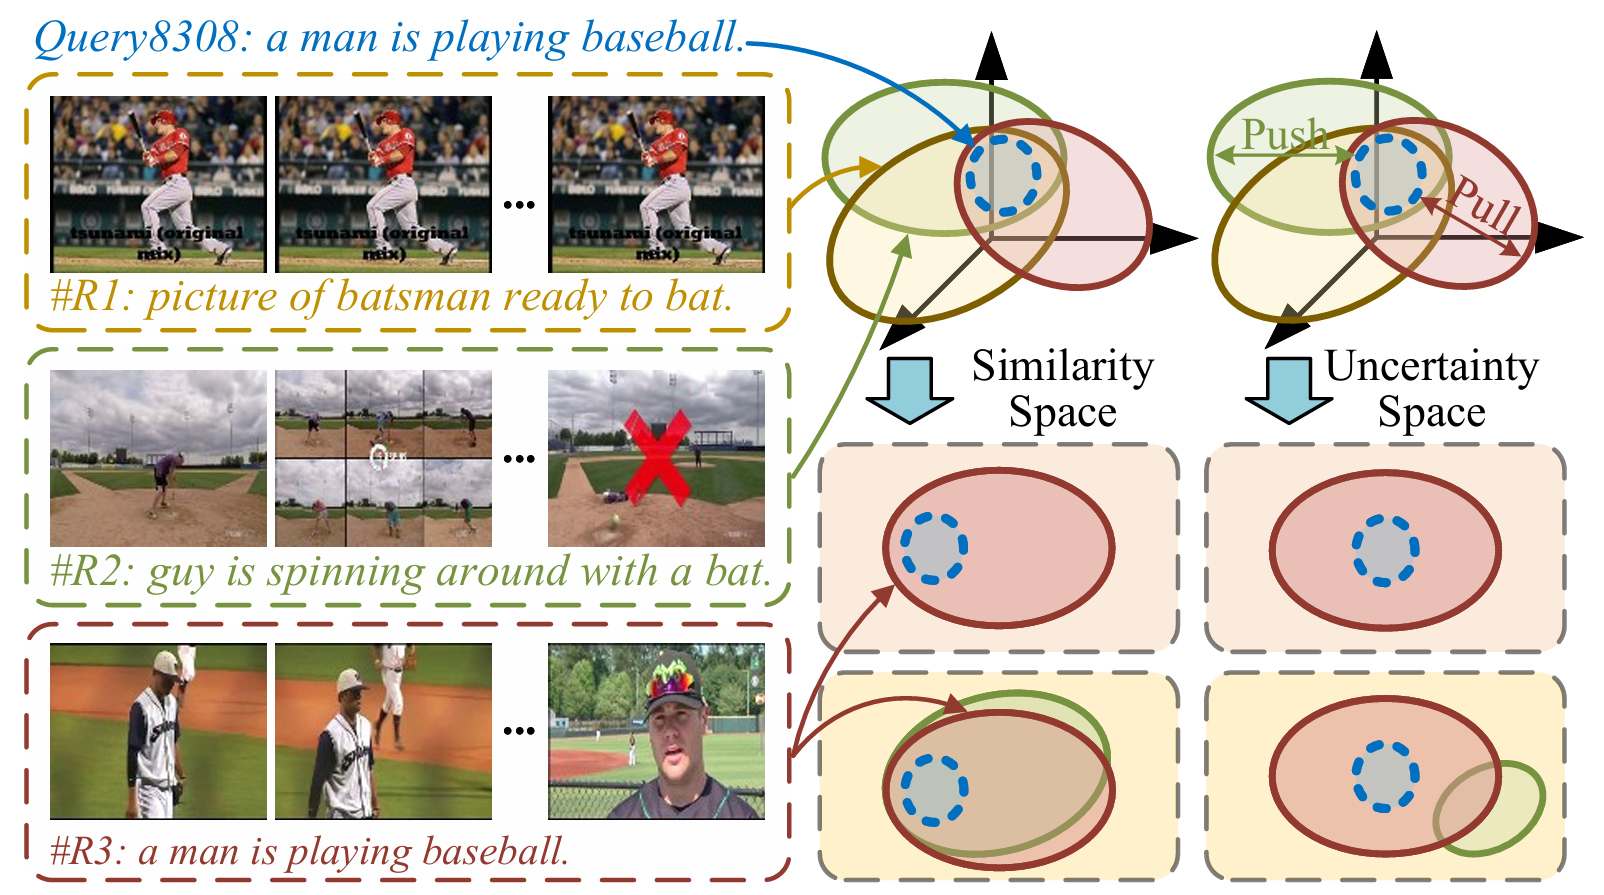 Query8308: a man is playing baseball.
tsunami (original
mix)
tsunami (original
mix)
tsunami (original
mix)
...
#R1: picture of batsman ready to bat.
...
#R2: guy is spinning around with a bat.
...
#R3: a man is playing baseball.
Push
Pull
Similarity
Space
Uncertainty
Space